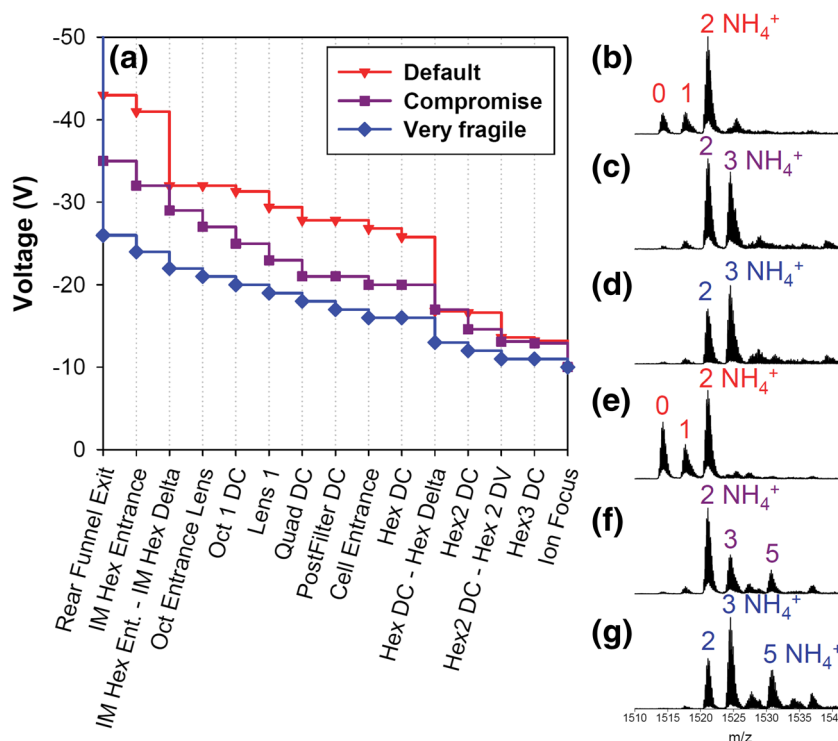 (a)
Default
Compromise
Very fragile
Voltage (V)
-50
-40
-30
-20
-10
0
Rear Funnel Exit
IM Hex Entrance
IM Hex Ent. - IM Hex Delta
Oct Entrance Lens
Oct 1 DC
Lens 1
Quad DC
PostFilter DC
Cell Entrance
Hex DC
Hex DC - Hex Delta
Hex2 DC
Hex2 DC - Hex 2 DV
Hex3 DC
Ion Focus
(b)
0
1
2 NH₄⁺
(c)
2
3 NH₄⁺
(d)
2
3 NH₄⁺
(e)
0
1
2 NH₄⁺
(f)
2 NH₄⁺
3
5
(g)
2
3 NH₄⁺
5 NH₄⁺
1510 1515 1520 1525 1530 1535
m/z